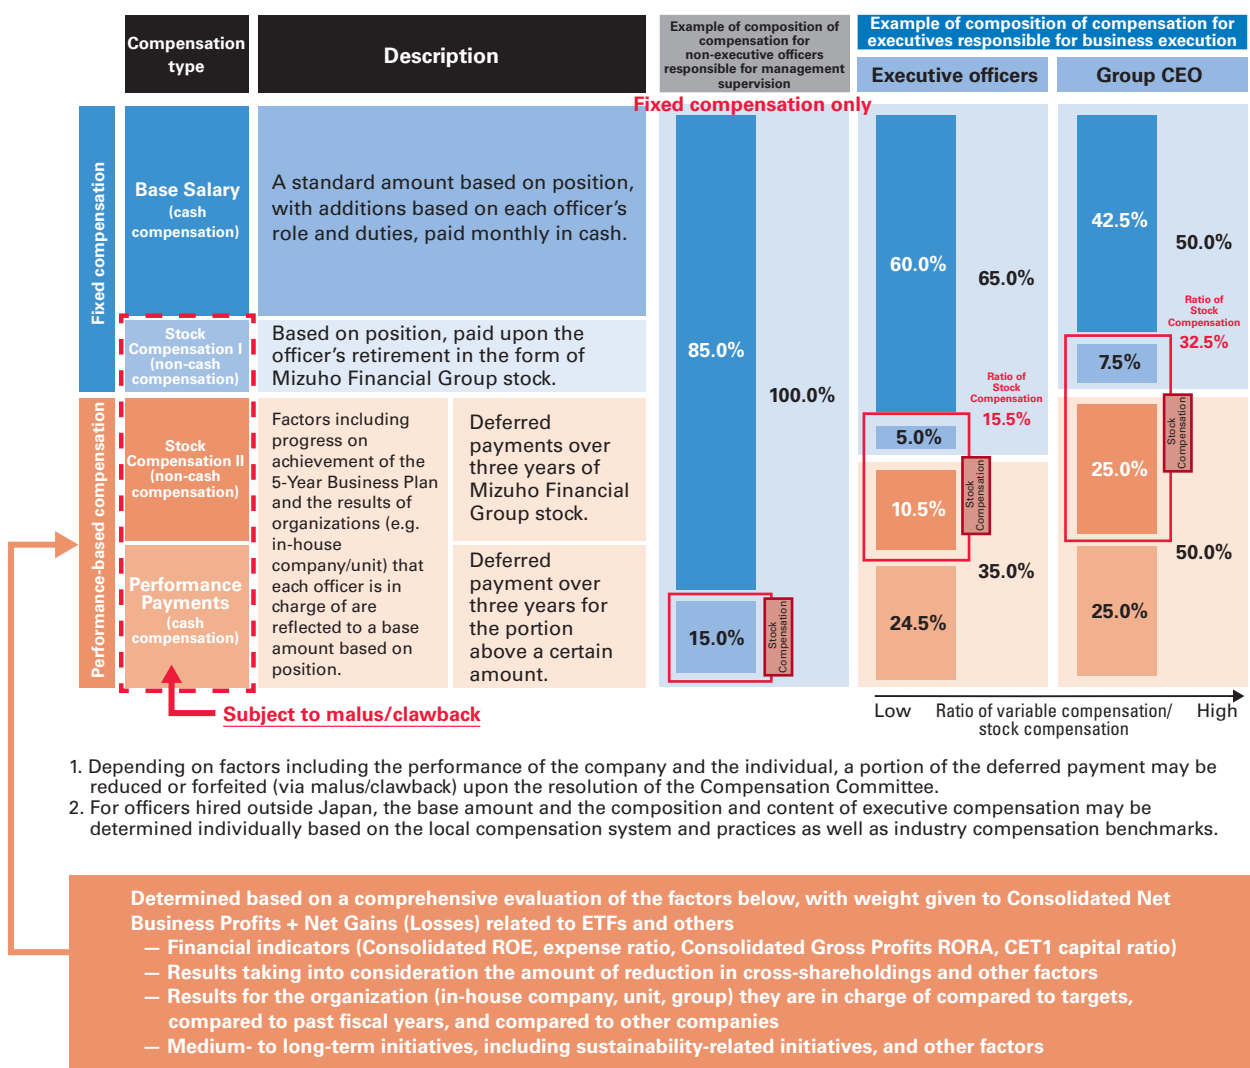 Compensation
type
Description
Example of composition of
compensation for
non-executive officers
responsible for management
supervision
Example of composition of compensation for
executives responsible for business execution
Executive officers
Group CEO
Fixed compensation only
Fixed compensation
Base Salary
(cash
compensation)
A standard amount based on position,
with additions based on each officer’s
role and duties, paid monthly in cash.
Stock
Compensation I
(non-cash
compensation)
Based on position, paid upon the
officer’s retirement in the form of
Mizuho Financial Group stock.
Performance-based compensation
Stock
Compensation II
(non-cash
compensation)
Performance
Payments
(cash
compensation)
Factors including
progress on
achievement of the
5-Year Business Plan
and the results of
organizations (e.g.
in-house
company/unit) that
each officer is in
charge of are
reflected to a base
amount based on
position.
Deferred
payments over
three years of
Mizuho Financial
Group stock.
Deferred
payment over
three years for
the portion
above a certain
amount.
Subject to malus/clawback
85.0%
100.0%
15.0%
Stock
Compensation
60.0%
65.0%
Ratio of
Stock
Compensation
15.5%
5.0%
10.5%
Stock
Compensation
35.0%
24.5%
42.5%
50.0%
Ratio of
Stock
Compensation
32.5%
7.5%
25.0%
Stock
Compensation
50.0%
25.0%
Low
Ratio of variable compensation/
stock compensation
High
1. Depending on factors including the performance of the company and the individual, a portion of the deferred payment may be
reduced or forfeited (via malus/clawback) upon the resolution of the Compensation Committee.
2. For officers hired outside Japan, the base amount and the composition and content of executive compensation may be
determined individually based on the local compensation system and practices as well as industry compensation benchmarks.
Determined based on a comprehensive evaluation of the factors below, with weight given to Consolidated Net
Business Profits + Net Gains (Losses) related to ETFs and others
— Financial indicators (Consolidated ROE, expense ratio, Consolidated Gross Profits RORA, CET1 capital ratio)
— Results taking into consideration the amount of reduction in cross-shareholdings and other factors
— Results for the organization (in-house company, unit, group) they are in charge of compared to targets,
compared to past fiscal years, and compared to other companies
— Medium- to long-term initiatives, including sustainability-related initiatives, and other factors